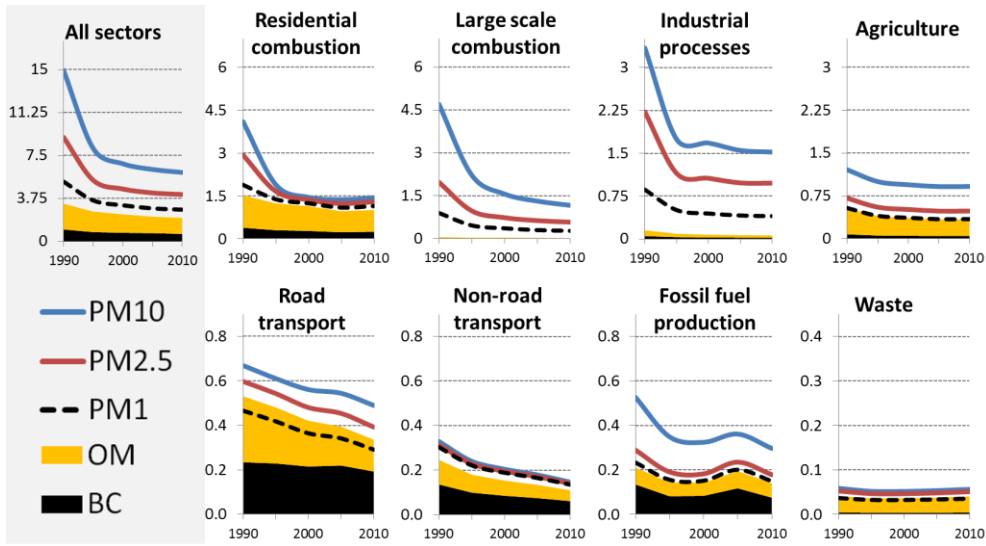 All sectors
15
11.25
7.5
3.75
0
1990 2000 2010
Residential
combustion
6
4.5
3
1.5
0
1990 2000 2010
Large scale
combustion
6
4.5
3
1.5
0
1990 2000 2010
Industrial
processes
3
2.25
1.5
0.75
0
1990 2000 2010
Agriculture
3
2.25
1.5
0.75
0
1990 2000 2010
PM10
PM2.5
PM1
OM
BC
Road
transport
0.8
0.6
0.4
0.2
0.0
1990 2000 2010
Non-road
transport
0.8
0.6
0.4
0.2
0.0
1990 2000 2010
Fossil fuel
production
0.8
0.6
0.4
0.2
0.0
1990 2000 2010
Waste
0.4
0.3
0.2
0.1
0.0
1990 2000 2010